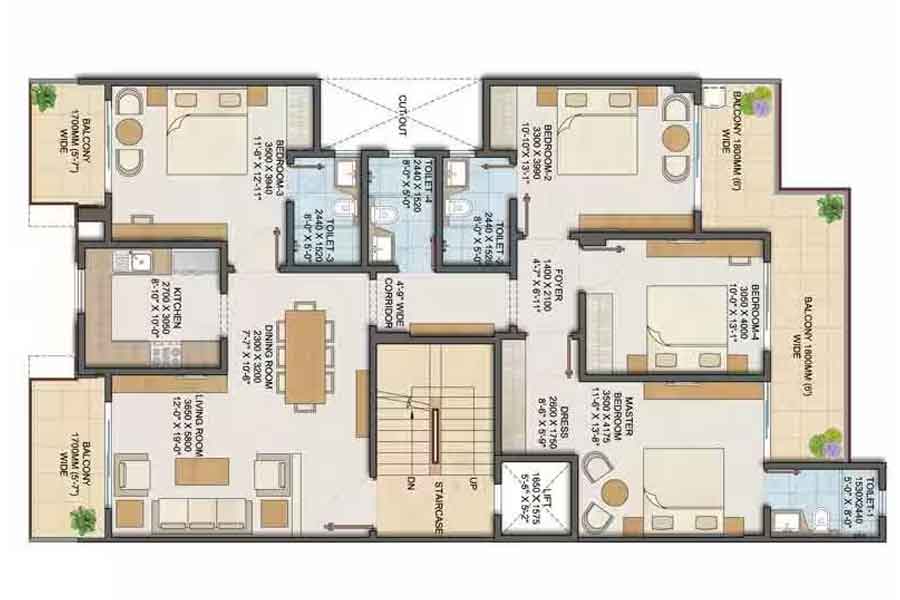 BALCONY
1700MM (5'-7")
WIDE
BEDROOM-3
3500 X 3940
11'-6" X 12'-11"
CUT-OUT
TOILET -3
2440 X 1520
8'-0" X 5'-0"
TOILET -4
2440 X 1520
8'-0" X 5'-0"
TOILET-2
2440 X 1520
8'-0" X 5'-0"
BEDROOM-2
3300 X 3990
10'-10" X 13'-1"
BALCONY 1800MM (6')
WIDE
KITCHEN
2700 X 3050
8'-10" X 10'-0"
DINING ROOM
2300 X 3200
7'-7" X 10'-6"
4'-9" WIDE
CORRIDOR
FOYER
1400 X 2100
4'-7" X 6'-11"
BEDROOM-4
3050 X 4000
10'-0" X 13'-1"
BALCONY 1800MM (6')
WIDE
BALCONY
1700MM (5'-7")
WIDE
LIVING ROOM
3650 X 5800
12'-0" X 19'-0"
DN
STAIRCASE
UP
DRESS
2600 X 1750
8'-6" X 5'-9"
LIFT
1650 X 1575
5'-5" X 5'-2"
MASTER
BEDROOM
3500 X 4175
11'-6" X 13'-8"
TOILET-1
1530X2440
5'-0" X 8'-0"